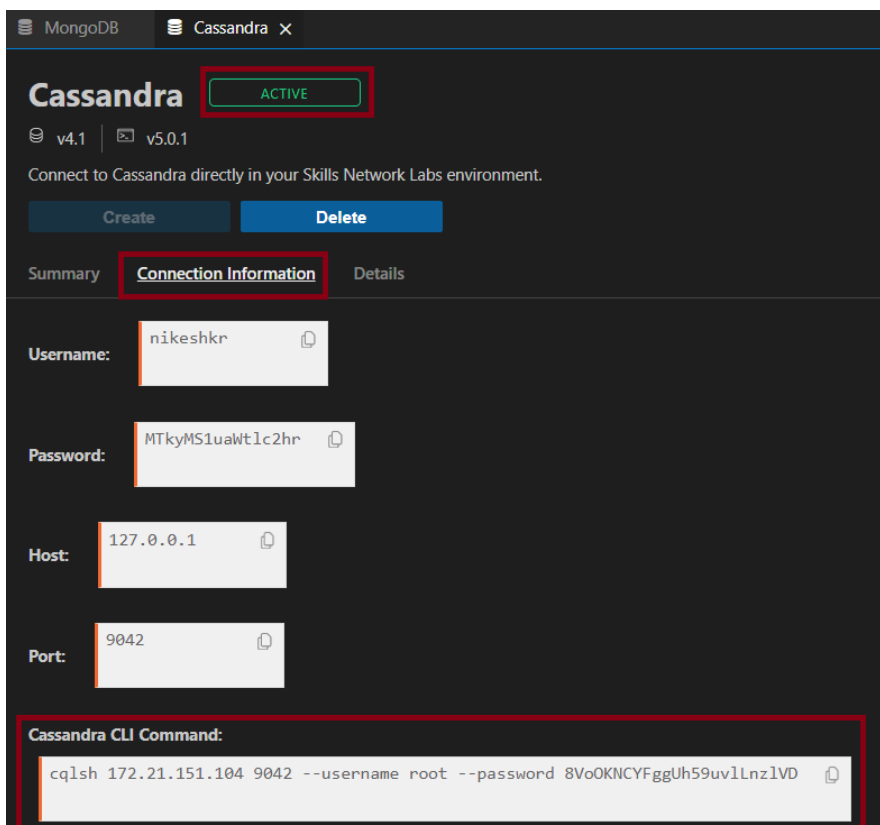 MongoDB
Cassandra
Cassandra
ACTIVE
v4.1
v5.0.1
Connect to Cassandra directly in your Skills Network Labs environment.
Create
Delete
Summary
Connection Information
Details
Username:
nikeshkr
Password:
MTkyMS1uaWtlc2hr
Host:
127.0.0.1
Port:
9042
Cassandra CLI Command:
cqlsh 172.21.151.104 9042 --username root --password 8VoOKNCYFggUh59uvlLnzlVD